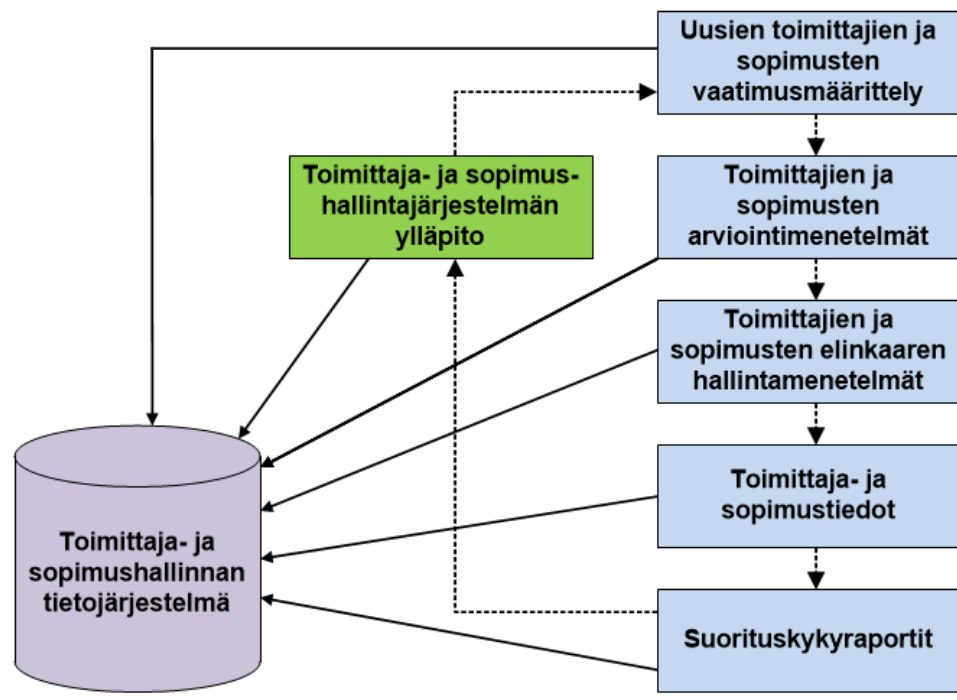 Uusien toimittajien ja
sopimusten
vaatimusmäärittely
Toimittaja- ja sopimus-
hallintajärjestelmän
ylläpito
Toimittajien ja
sopimusten
arviointimenetelmät
Toimittajien ja
sopimusten elinkaaren
hallintamenetelmät
Toimittaja- ja
sopimustiedot
Toimittaja- ja
sopimushallinnan
tietojärjestelmä
Suorituskykyraportit